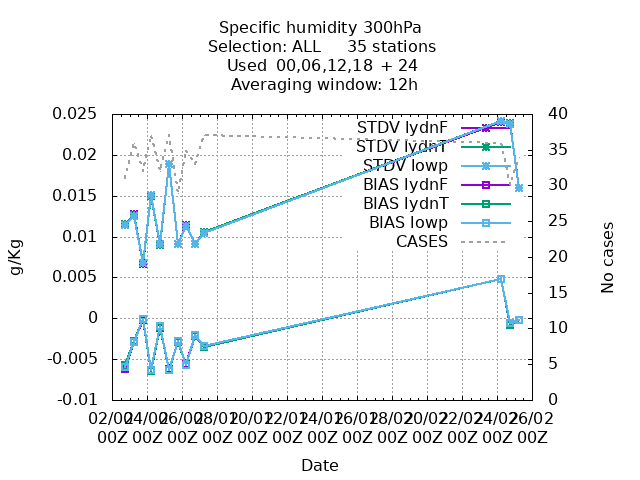 Specific humidity 300hPa
Selection: ALL 35 stations
Used 00,06,12,18 + 24
Averaging window: 12h
0.025
0.02
0.015
0.01
0.005
0
-0.005
-0.01
g/Kg
40
35
30
25
20
15
10
5
0
No cases
STDV lydnF
STDV lydnT
STDV lowp
BIAS lydnF
BIAS lydnT
BIAS lowp
CASES
02/02 04/02 06/02 08/02 10/02 12/02 14/02 16/02 18/02 20/02 22/02 24/02 26/02
00Z 00Z 00Z 00Z 00Z 00Z 00Z 00Z 00Z 00Z 00Z 00Z 00Z
Date